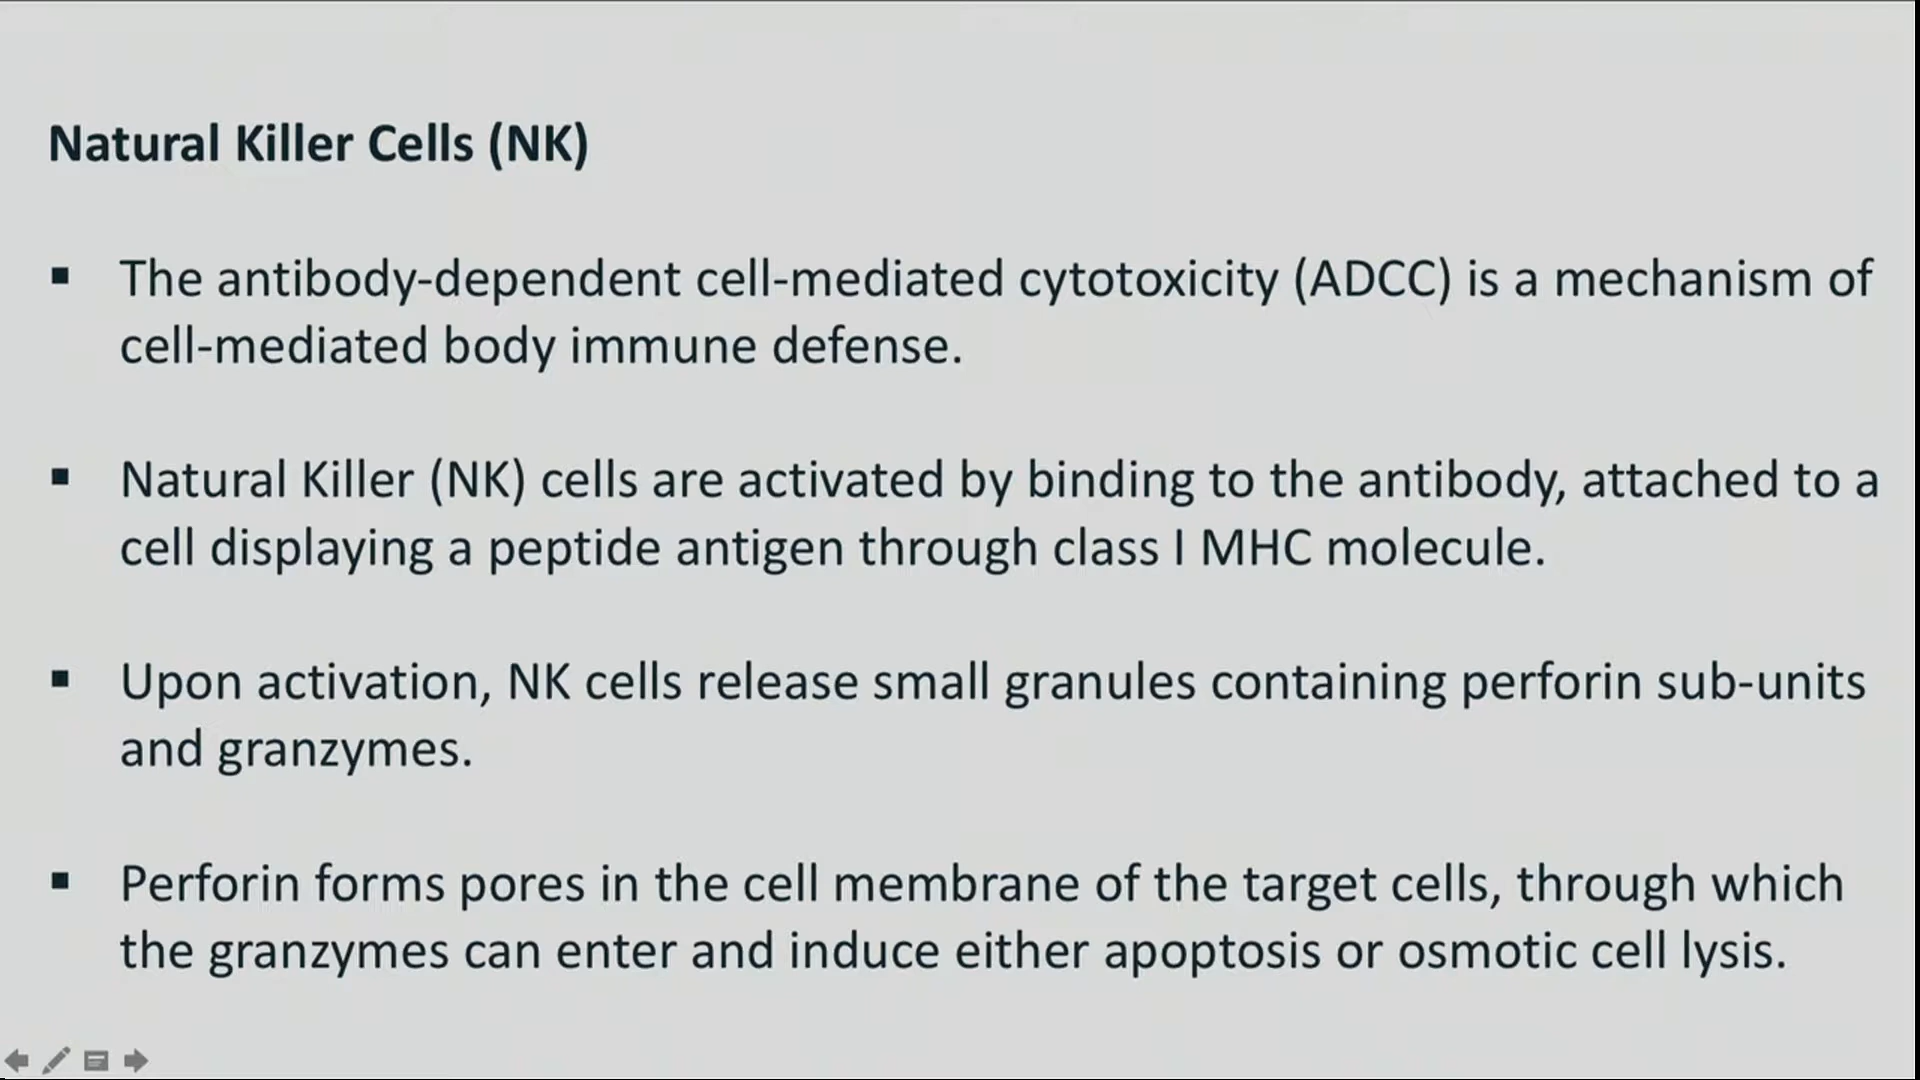 Natural Killer Cells (NK)
▪ The antibody-dependent cell-mediated cytotoxicity (ADCC) is a mechanism of
cell-mediated body immune defense.
▪ Natural Killer (NK) cells are activated by binding to the antibody, attached to a
cell displaying a peptide antigen through class I MHC molecule.
▪ Upon activation, NK cells release small granules containing perforin sub-units
and granzymes.
▪ Perforin forms pores in the cell membrane of the target cells, through which
the granzymes can enter and induce either apoptosis or osmotic cell lysis.